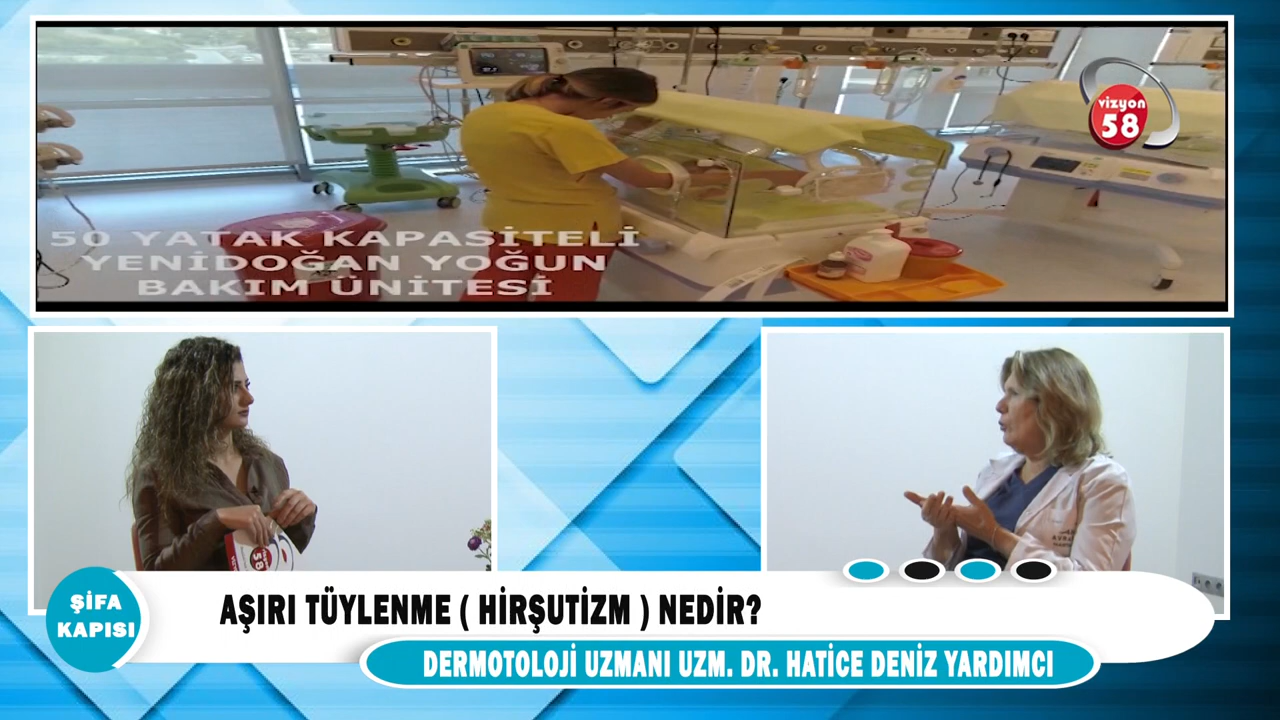 vizyon
58
50 YATAK KAPASİTELİ
YENİDOĞAN YOĞUN
BAKIM ÜNİTESİ
58
ŞİFA
KAPISI
AŞIRI TÜYLENME ( HİRŞUTİZM ) NEDİR?
DERMOTOLOJİ UZMANI UZM. DR. HATİCE DENİZ YARDIMCI